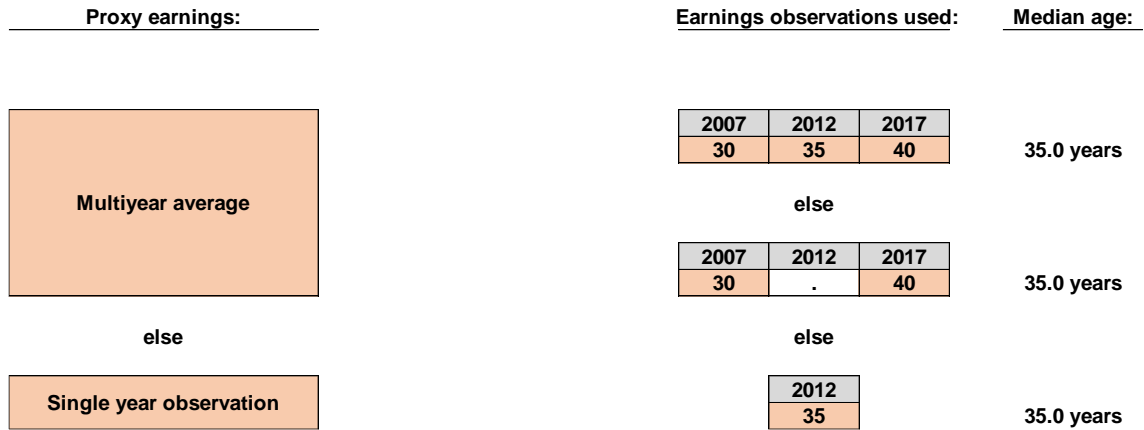 Proxy earnings: Earnings observations used: Median age:
2007 2012 2017
30 35 40 35.0 years
Multiyear average else
2007 2012 2017
30 . 40 35.0 years
else else
2012
Single year observation
35 35.0 years